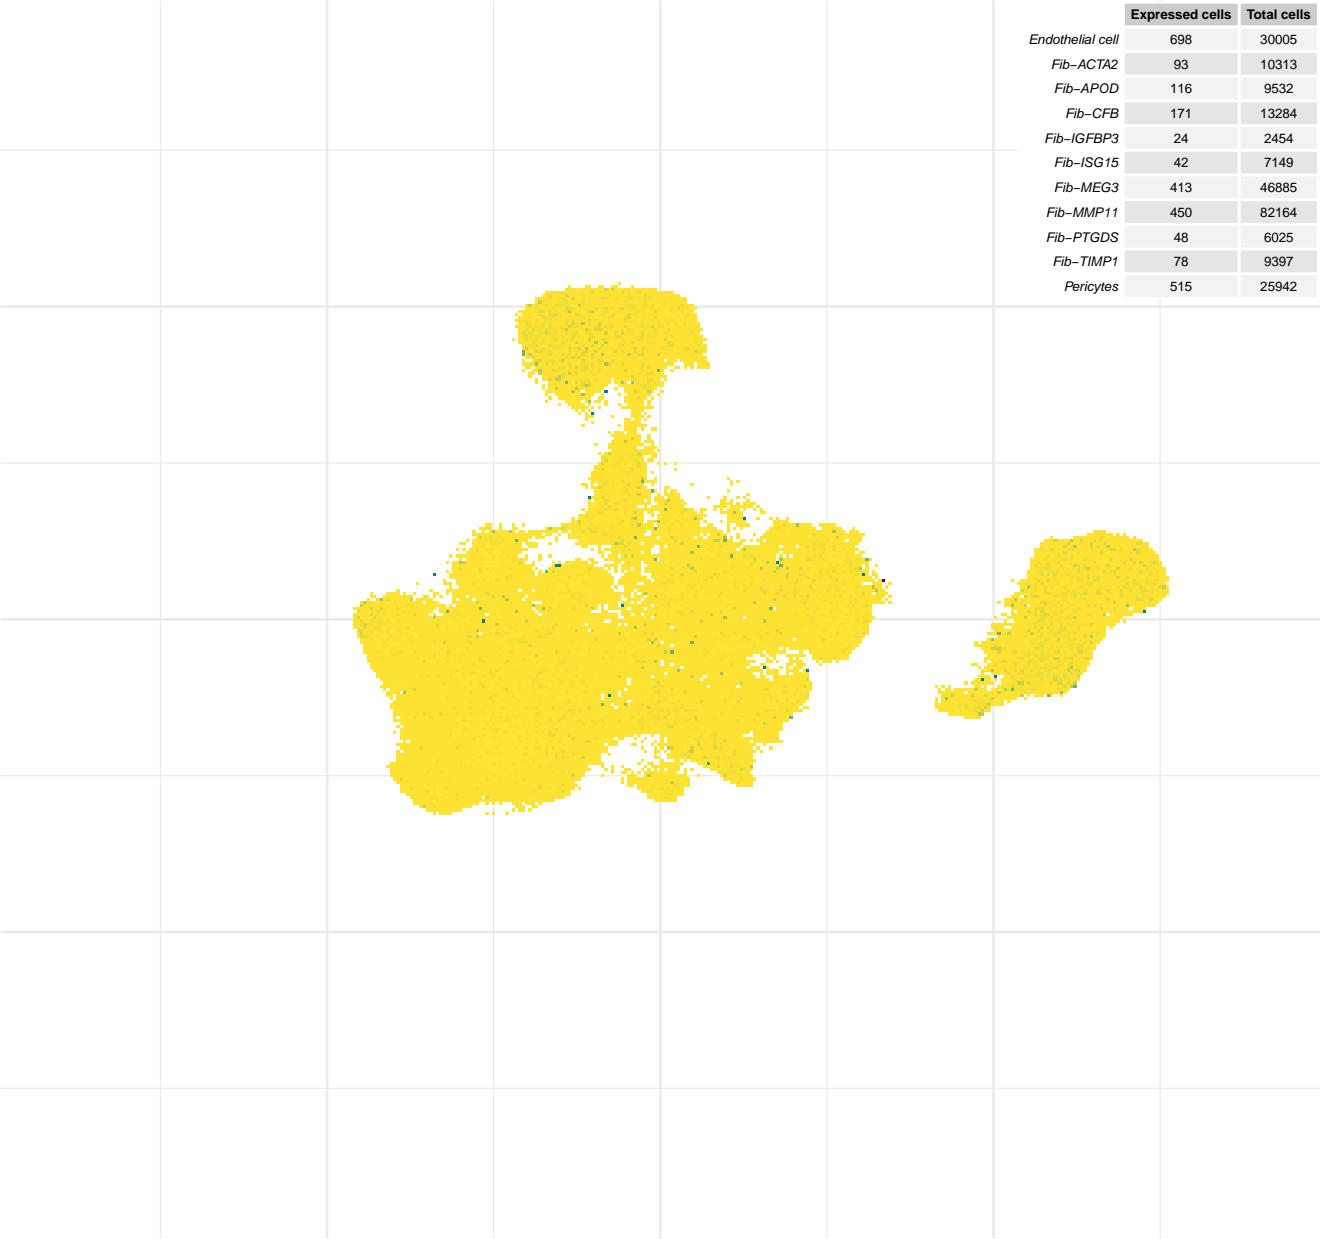 Expressed cells Total cells
Endothelial cell 698 30005
Fib−ACTA2 93 10313
Fib−APOD 116 9532
Fib−CFB 171 13284
Fib−IGFBP3 24 2454
Fib−ISG15 42 7149
Fib−MEG3 413 46885
Fib−MMP11 450 82164
Fib−PTGDS 48 6025
Fib−TIMP1 78 9397
Pericytes 515 25942